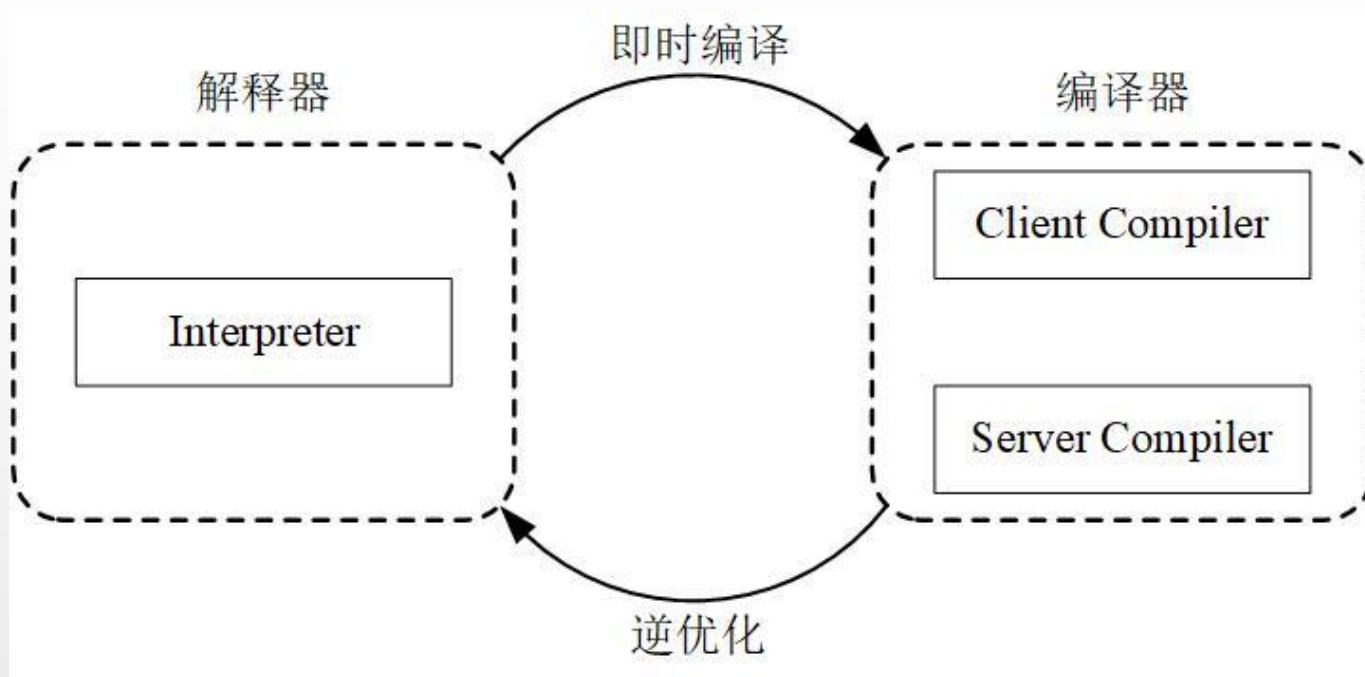 即时编译
解释器
编译器
Client Compiler
Interpreter
Server Compiler
逆优化